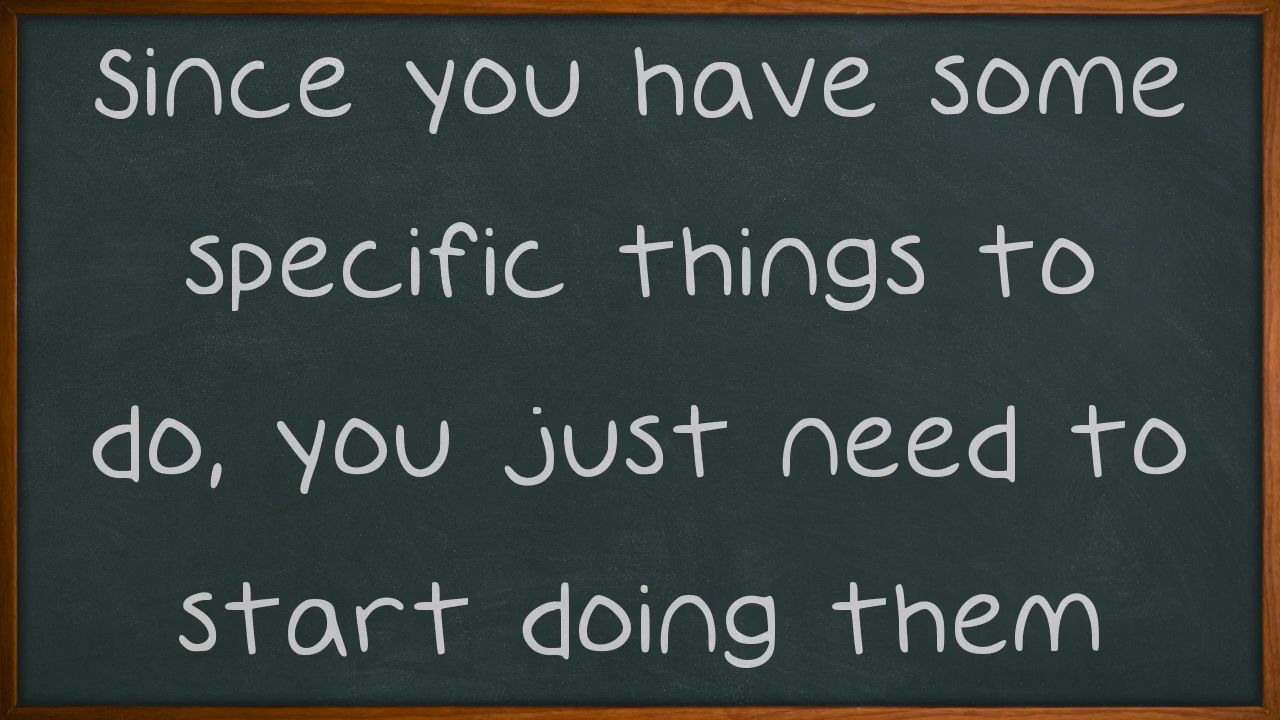 Since you have some
specific things to
do, you just need to
start doing them